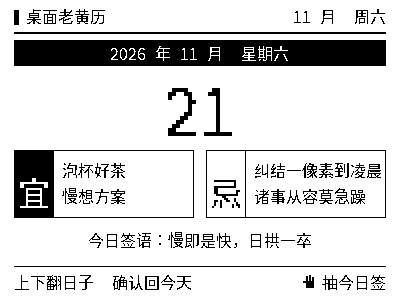 桌面老黄历 11 月 周六
2026 年 11 月 星期六
21
宜
泡杯好茶
慢想方案
忌
纠结一像素到凌晨
诸事从容莫急躁
今日签语：慢即是快，日拱一卒
上下翻日子 确认回今天 抽今日签